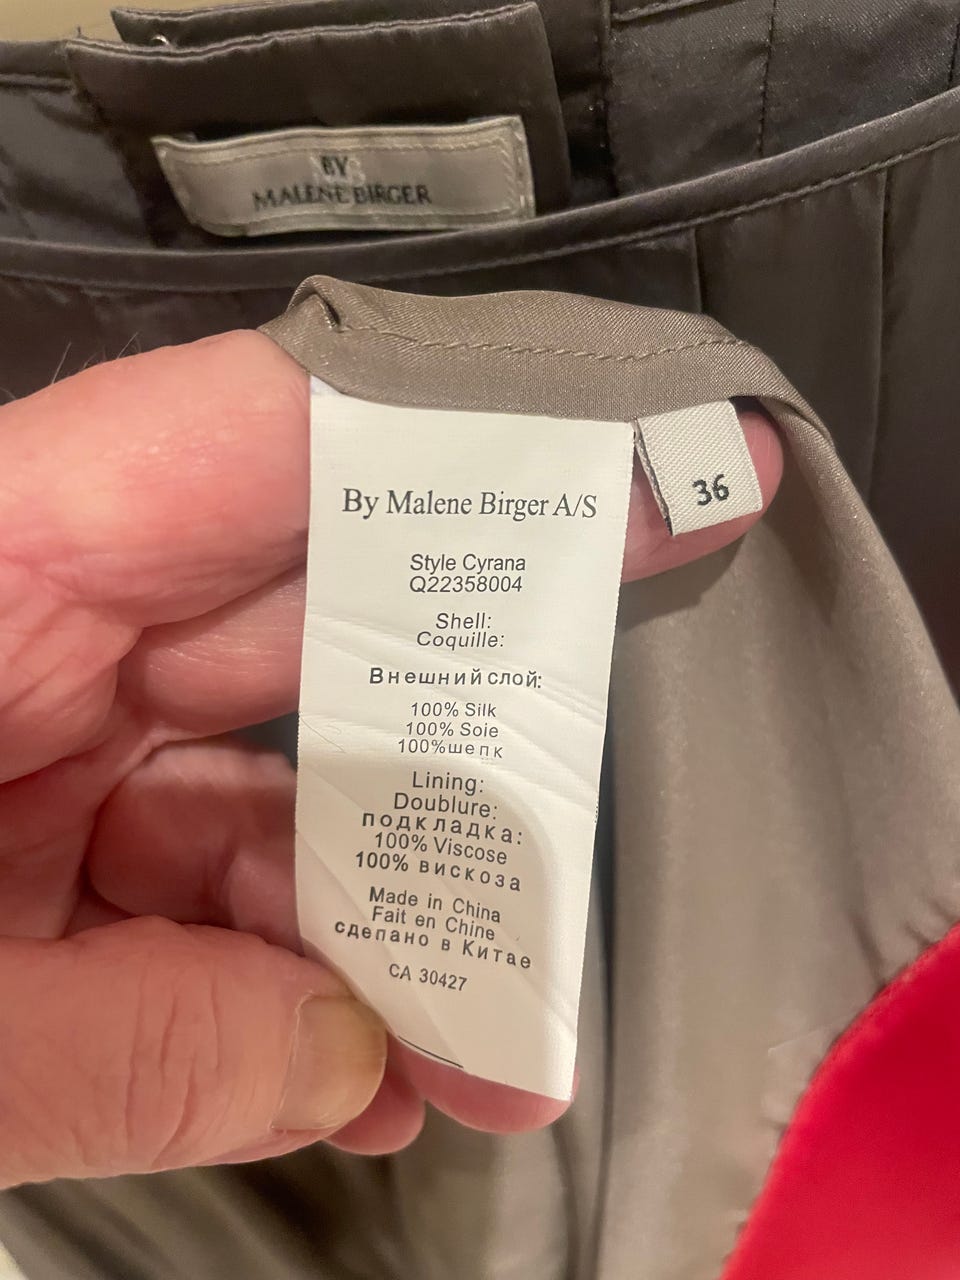 BY
MALENE BIRGER
36
By Malene Birger A/S
Style Cyrana
Q22358004
Shell:
Coquille:
Внешний слой:
100% Silk
100% Soie
100%шепк
Lining:
Doublure:
подкладка:
100% Viscose
100% вискоза
Made in China
Fait en Chine
сделано в Китае
CA 30427